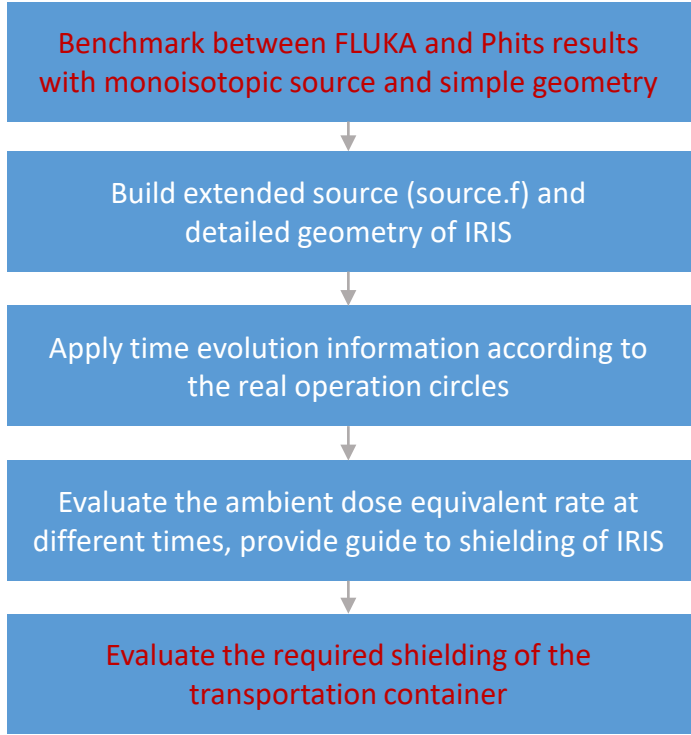 Benchmark between FLUKA and Phits results
with monoisotopic source and simple geometry
Build extended source (source.f) and
detailed geometry of IRIS
Apply time evolution information according to
the real operation circles
Evaluate the ambient dose equivalent rate at
different times, provide guide to shielding of IRIS
Evaluate the required shielding of the
transportation container